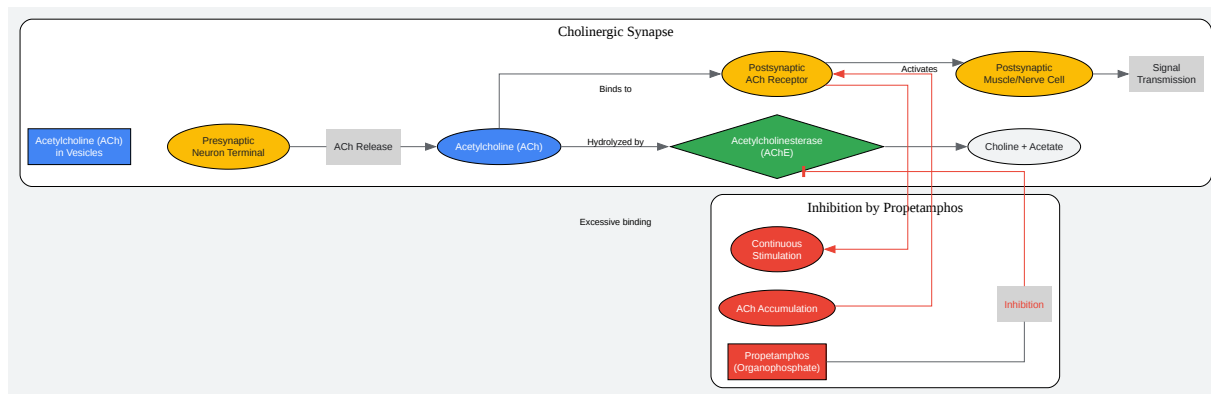 Cholinergic Synapse
Postsynaptic
ACh Receptor
Activates
Postsynaptic
Muscle/Nerve Cell
Signal
Transmission
Binds to
Acetylcholine (ACh)
in Vesicles
Presynaptic
Neuron Terminal
ACh Release
Acetylcholine (ACh)
Hydrolyzed by
Acetylcholinesterase
(AChE)
Choline + Acetate
Inhibition by Propetamphos
Excessive binding
Continuous
Stimulation
ACh Accumulation
Inhibition
Propetamphos
(Organophosphate)